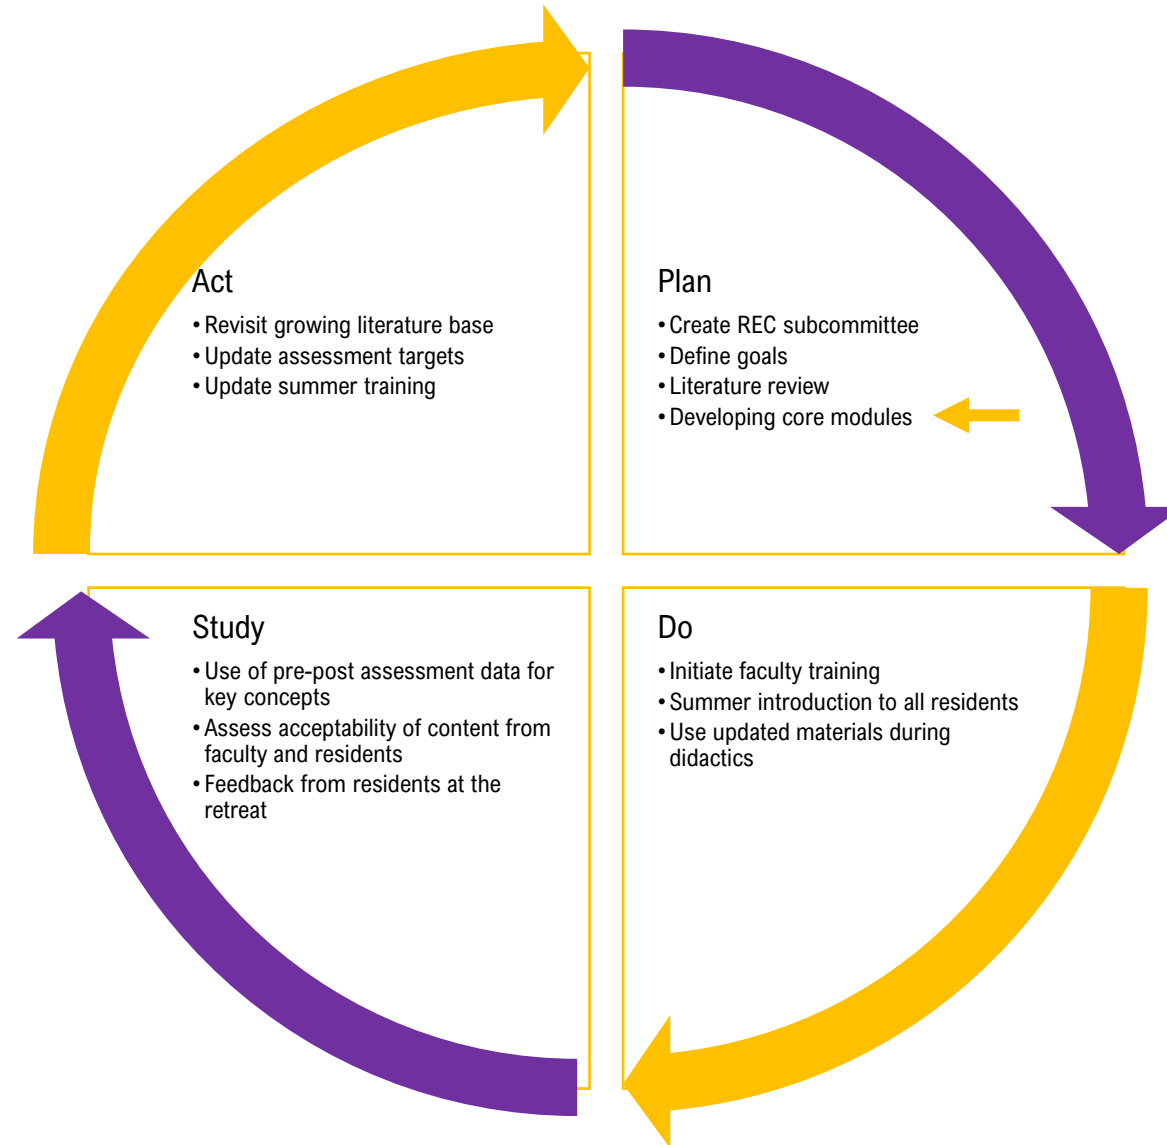 Act
• Revisit growing literature base
• Update assessment targets
• Update summer training
Plan
• Create REC subcommittee
• Define goals
• Literature review
• Developing core modules
Study
• Use of pre-post assessment data for
key concepts
• Assess acceptability of content from
faculty and residents
• Feedback from residents at the
retreat
Do
• Initiate faculty training
• Summer introduction to all residents
• Use updated materials during
didactics